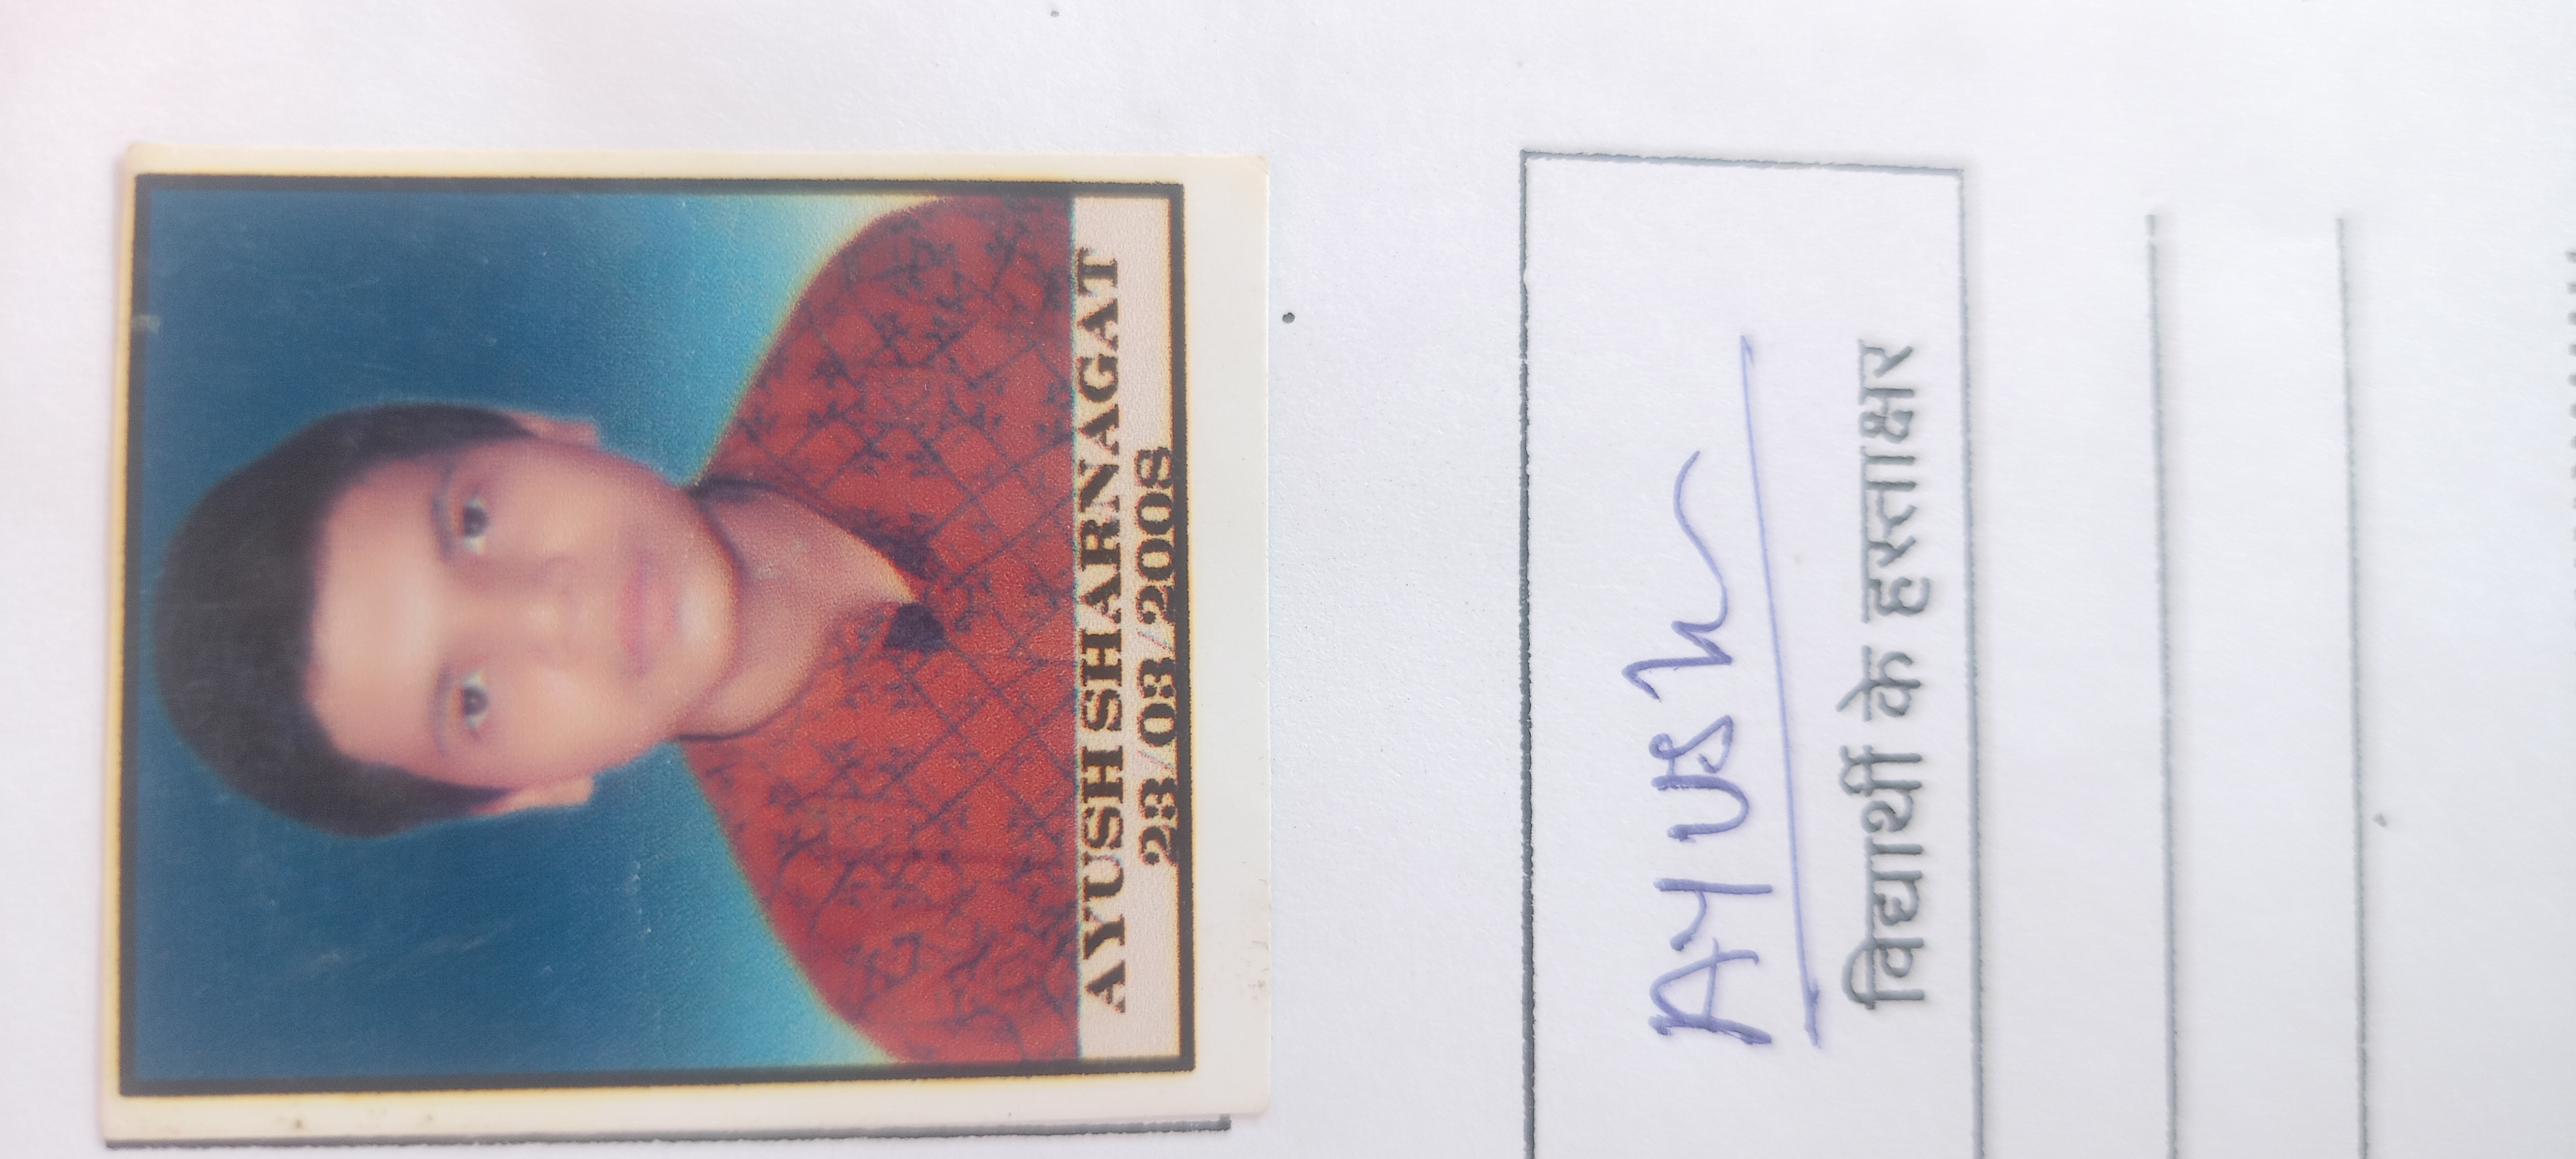 AYUSH SHARNAGAT
28/08/2008
Ayush
विद्यार्थी के हस्ताक्षर